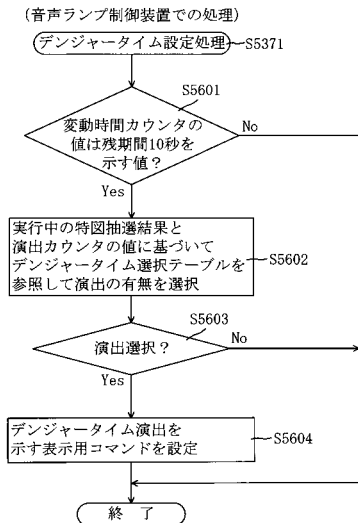 (音声ランプ制御装置での処理)
デンジャータイム設定処理
S5371
S5601
変動時間カウンタの
値は残期間10秒を
示す値?
No
Yes
実行中の特図抽選結果と
演出カウンタの値に基づいて
デンジャータイム選択テーブルを
参照して演出の有無を選択
S5602
S5603
演出選択?
No
Yes
デンジャータイム演出を
示す表示用コマンドを設定
S5604
終 了